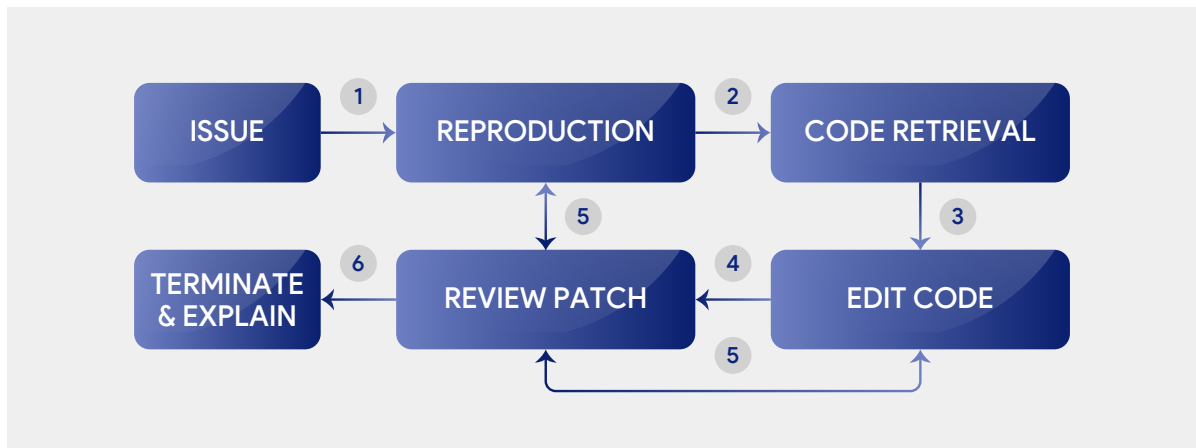 ISSUE
1
REPRODUCTION
2
CODE RETRIEVAL
5
3
TERMINATE
& EXPLAIN
6
REVIEW PATCH
4
EDIT CODE
5